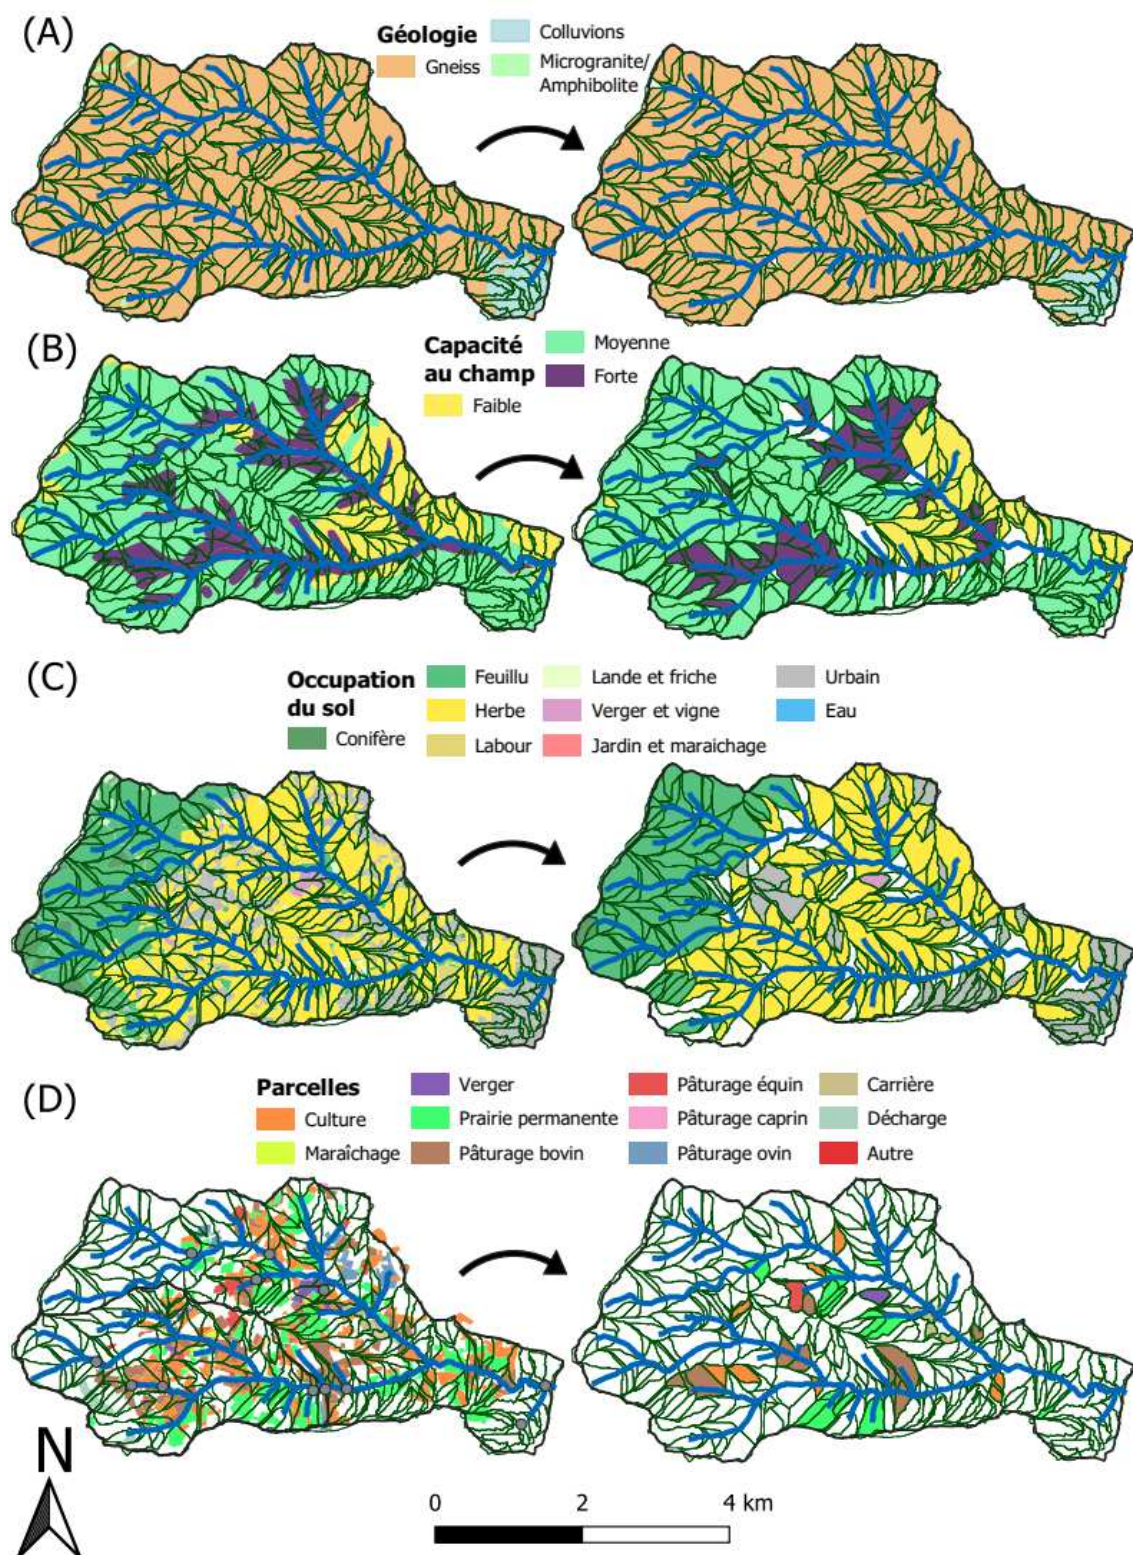 (A)
Géologie
Gneiss
Colluvions
Microgranite/
Amphibolite
(B)
Capacité
au champ
Faible
Moyenne
Forte
(C)
Occupation
du sol
Conifère
Feuillu
Herbe
Labour
Lande et friche
Verger et vigne
Jardin et maraichage
Urbain
Eau
(D)
Parcelles
Culture
Maraîchage
Verger
Prairie permanente
Pâturage bovin
Pâturage équin
Pâturage caprin
Pâturage ovin
Carrière
Décharge
Autre
N
0 2 4 km